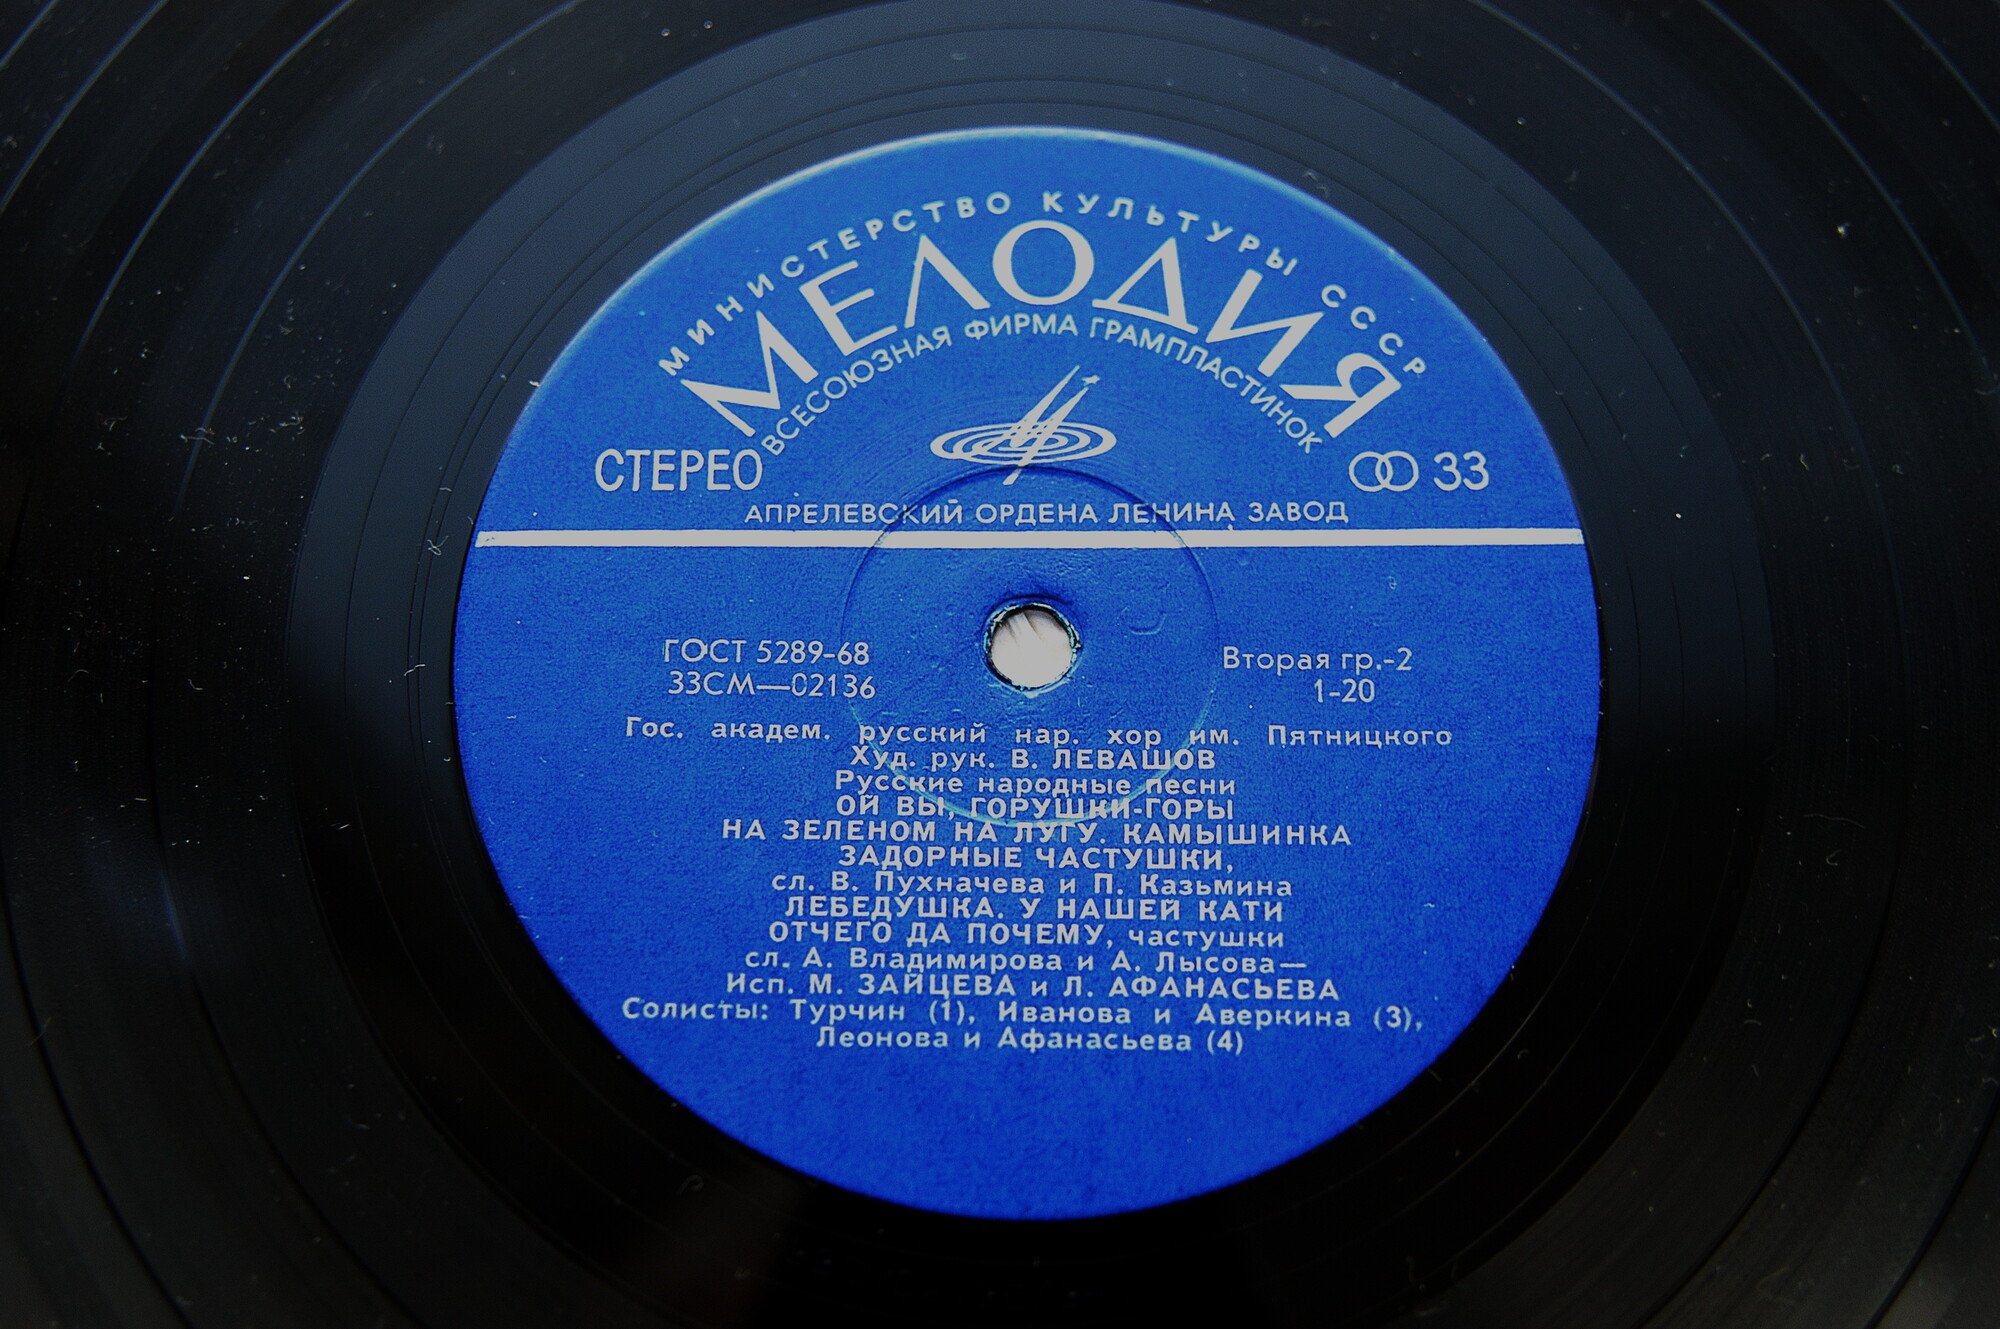 МИНИСТЕРСТВО КУЛЬТУРЫ СССР
МЕЛОДИЯ
ВСЕСОЮЗНАЯ ФИРМА ГРАМПЛАСТИНОК
СТЕРЕО
33
АПРЕЛЕВСКИЙ ОРДЕНА ЛЕНИНА ЗАВОД
ГОСТ 5289-68
Вторая гр.-2
33СМ—02136
1-20
Гос. академ. русский нар. хор им. Пятницкого
Худ. рук. В. ЛЕВАШОВ
Русские народные песни
ОЙ ВЫ, ГОРУШКИ-ГОРЫ
НА ЗЕЛЕНОМ НА ЛУГУ. КАМЫШИНКА
ЗАДОРНЫЕ ЧАСТУШКИ,
сл. В. Пухначева и П. Казьмина
ЛЕБЕДУШКА. У НАШЕЙ КАТИ
ОТЧЕГО ДА ПОЧЕМУ, частушки
сл. А. Владимирова и А. Лысова—
Исп. М. ЗАЙЦЕВА и Л. АФАНАСЬЕВА
Солисты: Турчин (1), Иванова и Аверкина (3),
Леонова и Афанасьева (4)